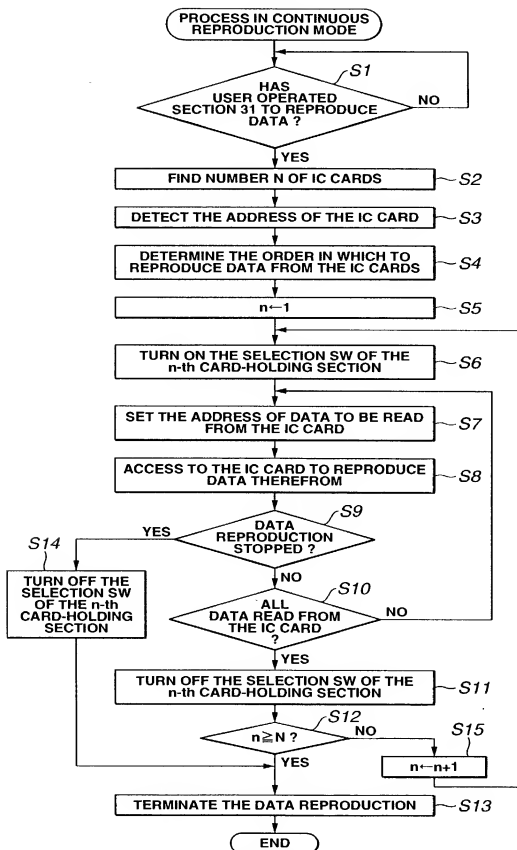 PROCESS IN CONTINUOUS
REPRODUCTION MODE
S1
HAS
USER OPERATED
SECTION 31 TO REPRODUCE
DATA ?
NO
YES
FIND NUMBER N OF IC CARDS
S2
DETECT THE ADDRESS OF THE IC CARD
S3
DETERMINE THE ORDER IN WHICH TO
REPRODUCE DATA FROM THE IC CARDS
S4
n←1
S5
TURN ON THE SELECTION SW OF THE
n-th CARD-HOLDING SECTION
S6
SET THE ADDRESS OF DATA TO BE READ
FROM THE IC CARD
S7
ACCESS TO THE IC CARD TO REPRODUCE
DATA THEREFROM
S8
S9
DATA
REPRODUCTION
STOPPED ?
YES
NO
S14
TURN OFF THE
SELECTION SW
OF THE n-th
CARD-HOLDING
SECTION
S10
ALL
DATA READ FROM
THE IC CARD
?
NO
YES
TURN OFF THE SELECTION SW OF THE
n-th CARD-HOLDING SECTION
S11
S12
n≧N ?
NO
YES
S15
n←n+1
TERMINATE THE DATA REPRODUCTION
S13
END